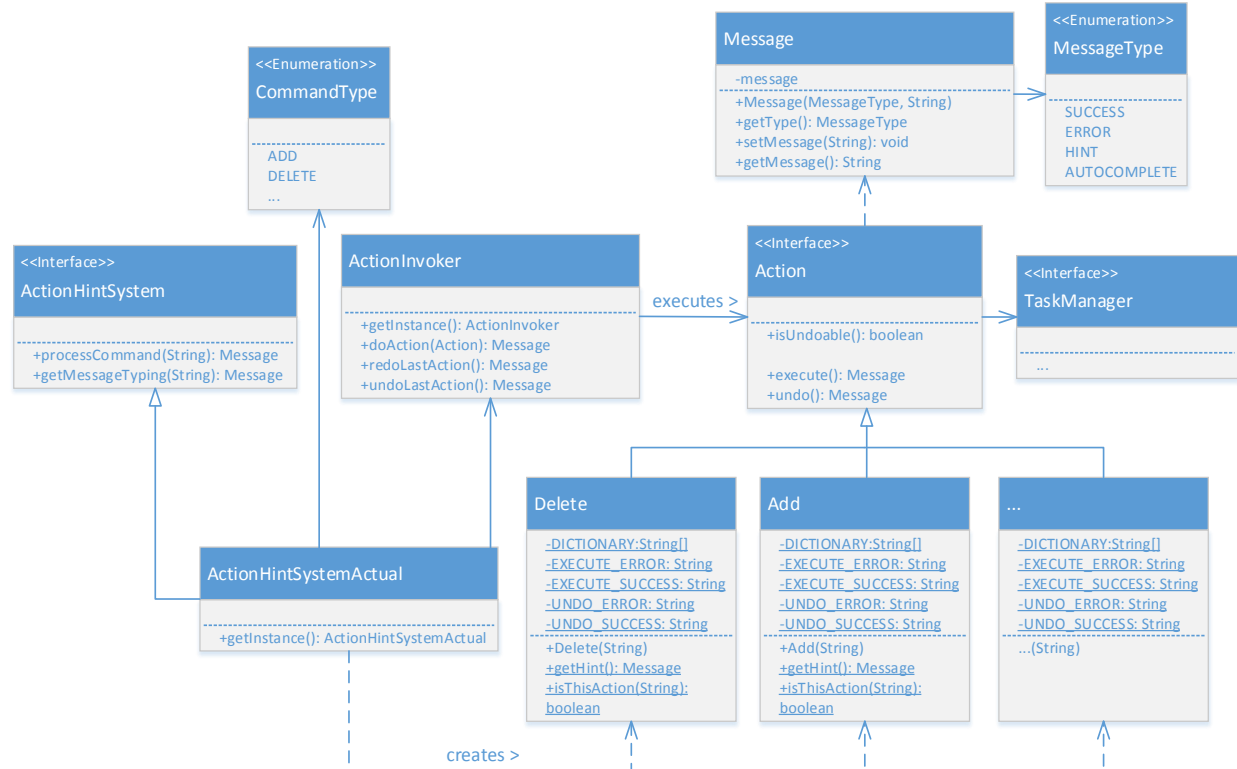 <<Enumeration>>
CommandType
ADD
DELETE
...
Message
-message
+Message(MessageType, String)
+getType(): MessageType
+setMessage(String): void
+getMessage(): String
<<Enumeration>>
MessageType
SUCCESS
ERROR
HINT
AUTOCOMPLETE
<<Interface>>
ActionHintSystem
+processCommand(String): Message
+getMessageTyping(String): Message
ActionInvoker
+getInstance(): ActionInvoker
+doAction(Action): Message
+redoLastAction(): Message
+undoLastAction(): Message
executes >
<<Interface>>
Action
+isUndoable(): boolean
+execute(): Message
+undo(): Message
<<Interface>>
TaskManager
...
ActionHintSystemActual
+getInstance(): ActionHintSystemActual
Delete
-DICTIONARY:String[]
-EXECUTE_ERROR: String
-EXECUTE_SUCCESS: String
-UNDO_ERROR: String
-UNDO_SUCCESS: String
+Delete(String)
+getHint(): Message
+isThisAction(String):
boolean
Add
-DICTIONARY:String[]
-EXECUTE_ERROR: String
-EXECUTE_SUCCESS: String
-UNDO_ERROR: String
-UNDO_SUCCESS: String
+Add(String)
+getHint(): Message
+isThisAction(String):
boolean
...
-DICTIONARY:String[]
-EXECUTE_ERROR: String
-EXECUTE_SUCCESS: String
-UNDO_ERROR: String
-UNDO_SUCCESS: String
...(String)
creates >